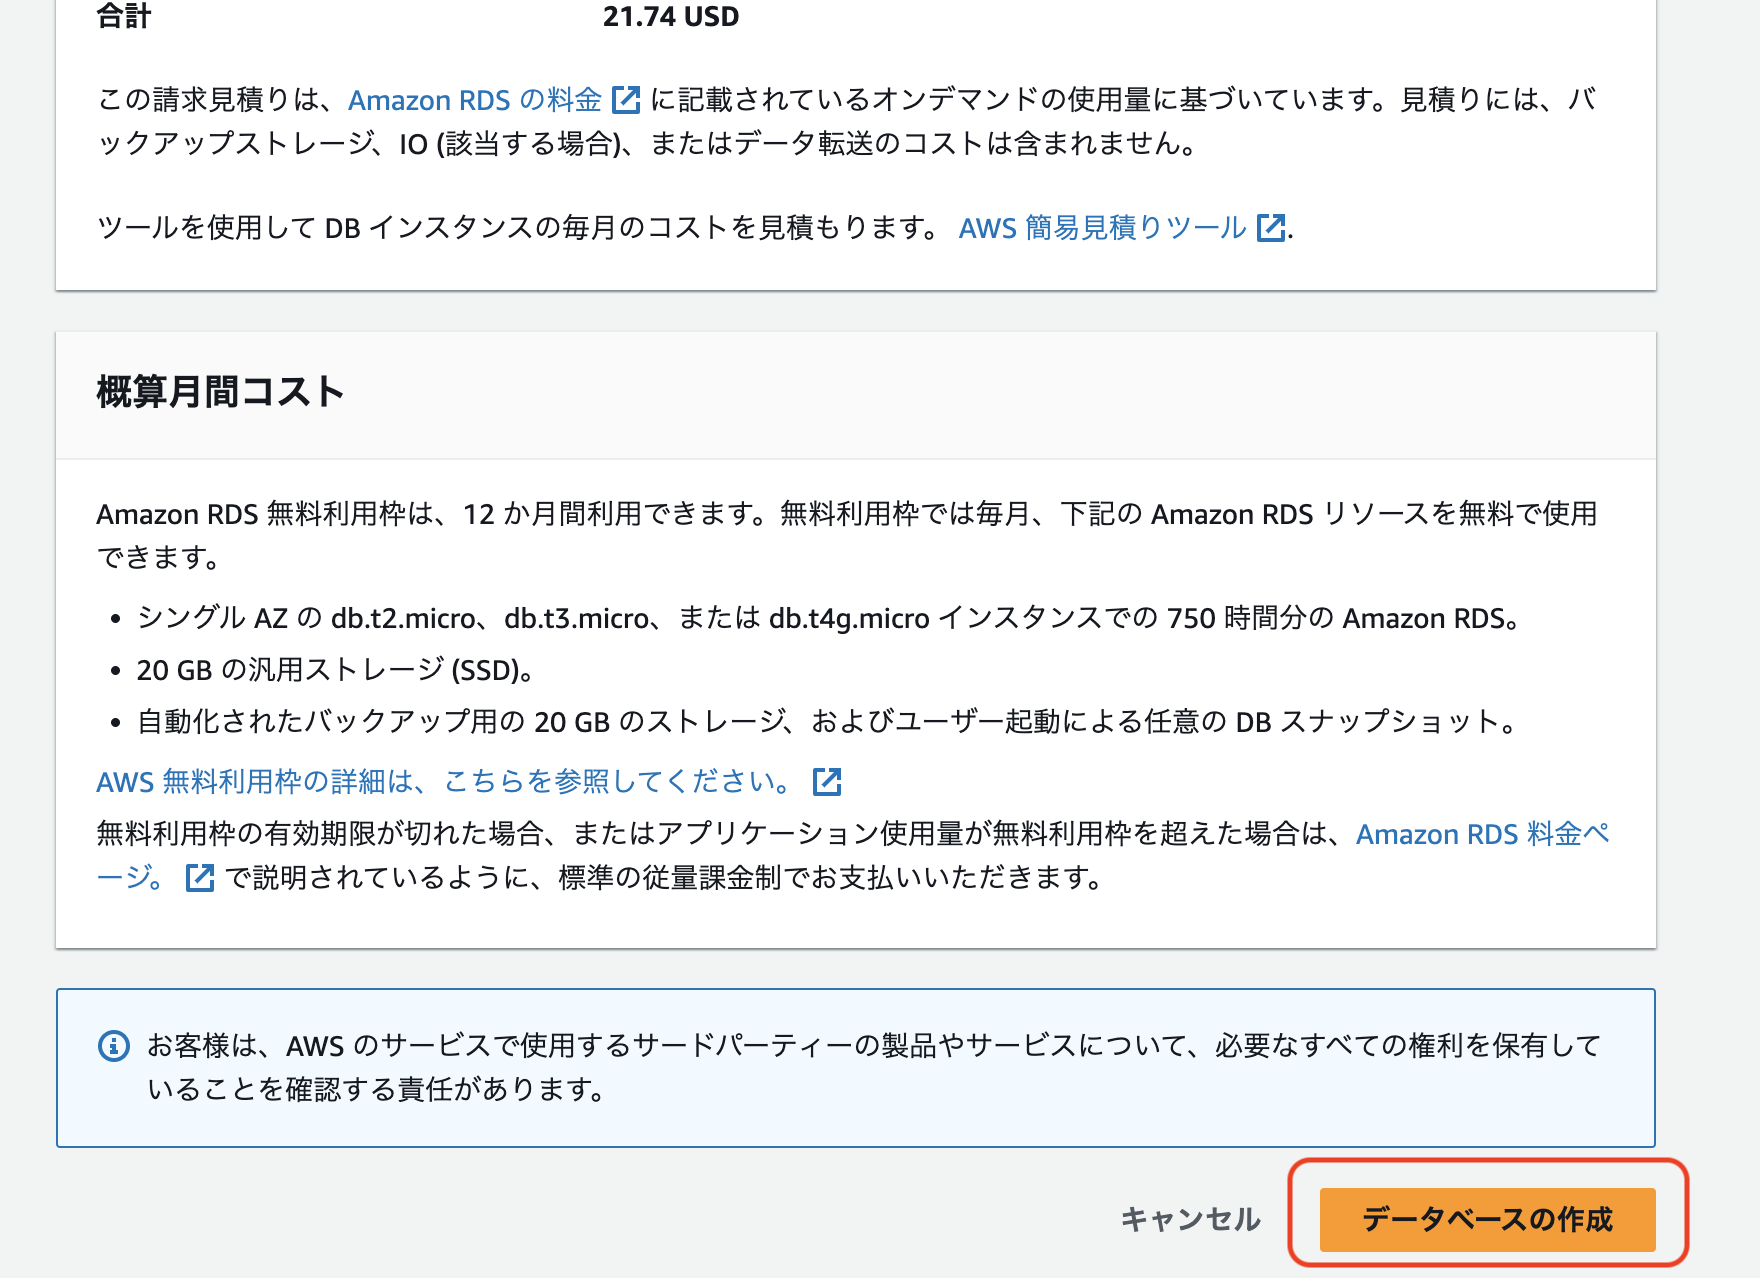 合計 21.74 USD
この請求見積りは、Amazon RDS の料金 に記載されているオンデマンドの使用量に基づいています。見積りには、バ
ックアップストレージ、IO (該当する場合)、またはデータ転送のコストは含まれません。
ツールを使用して DB インスタンスの毎月のコストを見積もります。 AWS 簡易見積りツール .
概算月間コスト
Amazon RDS 無料利用枠は、12 か月間利用できます。無料利用枠では毎月、下記の Amazon RDS リソースを無料で使用
できます。
• シングル AZ の db.t2.micro、db.t3.micro、または db.t4g.micro インスタンスでの 750 時間分の Amazon RDS。
• 20 GB の汎用ストレージ (SSD)。
• 自動化されたバックアップ用の 20 GB のストレージ、およびユーザー起動による任意の DB スナップショット。
AWS 無料利用枠の詳細は、こちらを参照してください。
無料利用枠の有効期限が切れた場合、またはアプリケーション使用量が無料利用枠を超えた場合は、Amazon RDS 料金ペ
ージ。 で説明されているように、標準の従量課金制でお支払いいただきます。
お客様は、AWS のサービスで使用するサードパーティーの製品やサービスについて、必要なすべての権利を保有して
いることを確認する責任があります。
キャンセル データベースの作成